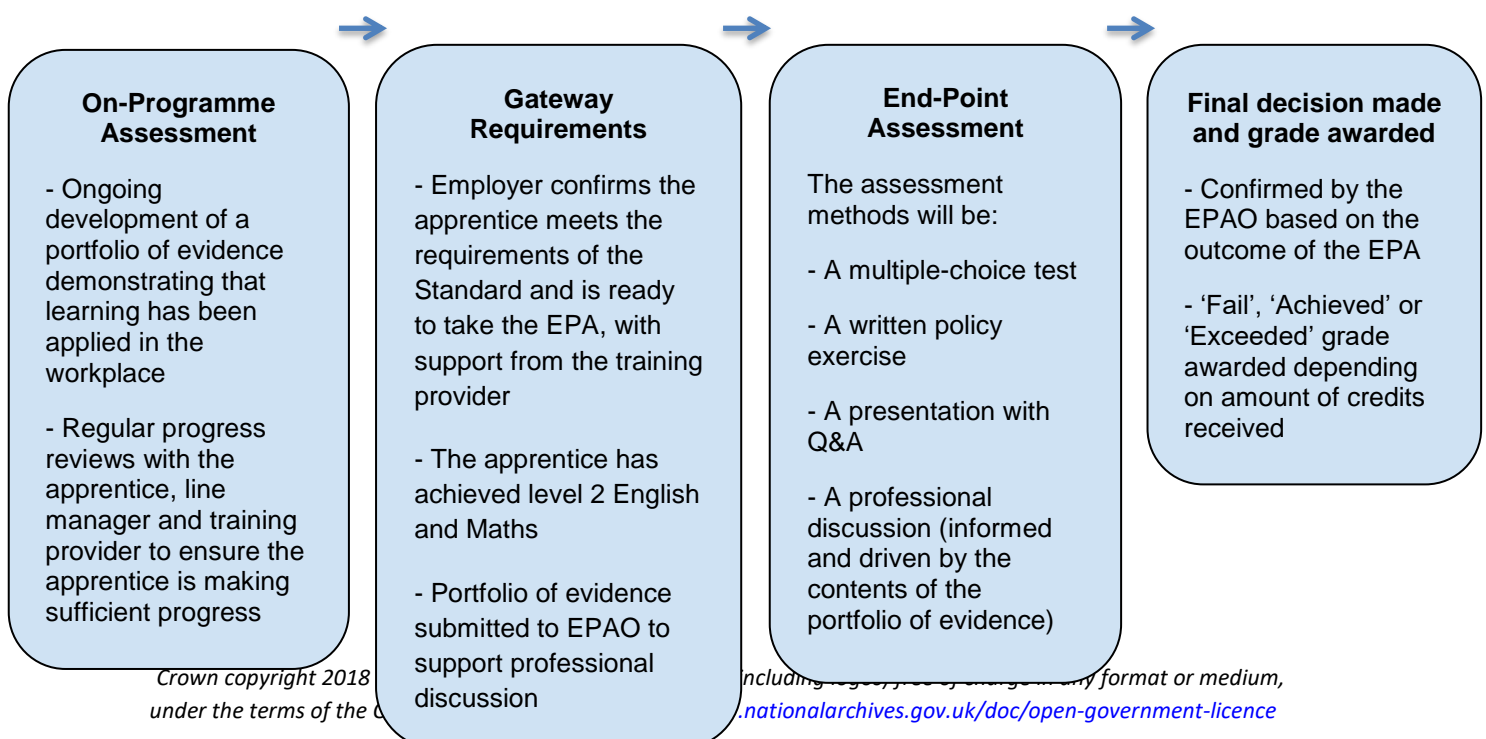 On-Programme
Assessment
- Ongoing
development of a
portfolio of evidence
demonstrating that
learning has been
applied in the
workplace
- Regular progress
reviews with the
apprentice, line
manager and training
provider to ensure the
apprentice is making
sufficient progress
Gateway
Requirements
- Employer confirms the
apprentice meets the
requirements of the
Standard and is ready
to take the EPA, with
support from the training
provider
- The apprentice has
achieved level 2 English
and Maths
- Portfolio of evidence
submitted to EPAO to
support professional
discussion
End-Point
Assessment
The assessment
methods will be:
- A multiple-choice test
- A written policy
exercise
- A presentation with
Q&A
- A professional
discussion (informed
and driven by the
contents of the
portfolio of evidence)
Final decision made
and grade awarded
- Confirmed by the
EPAO based on the
outcome of the EPA
- ‘Fail’, ‘Achieved’ or
‘Exceeded’ grade
awarded depending
on amount of credits
received
Crown copyright 2018 format or medium,
under the terms of the .nationalarchives.gov.uk/doc/open-government-licence